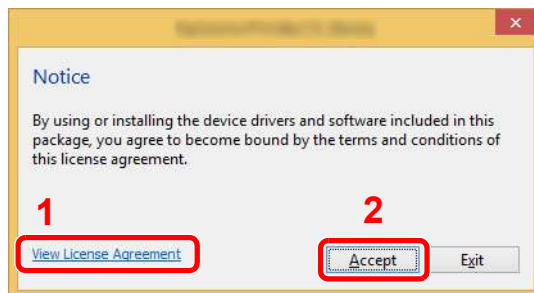 Notice
By using or installing the device drivers and software included in this
package, you agree to become bound by the terms and conditions of
this license agreement.
1
2
View License Agreement
Accept
Exit